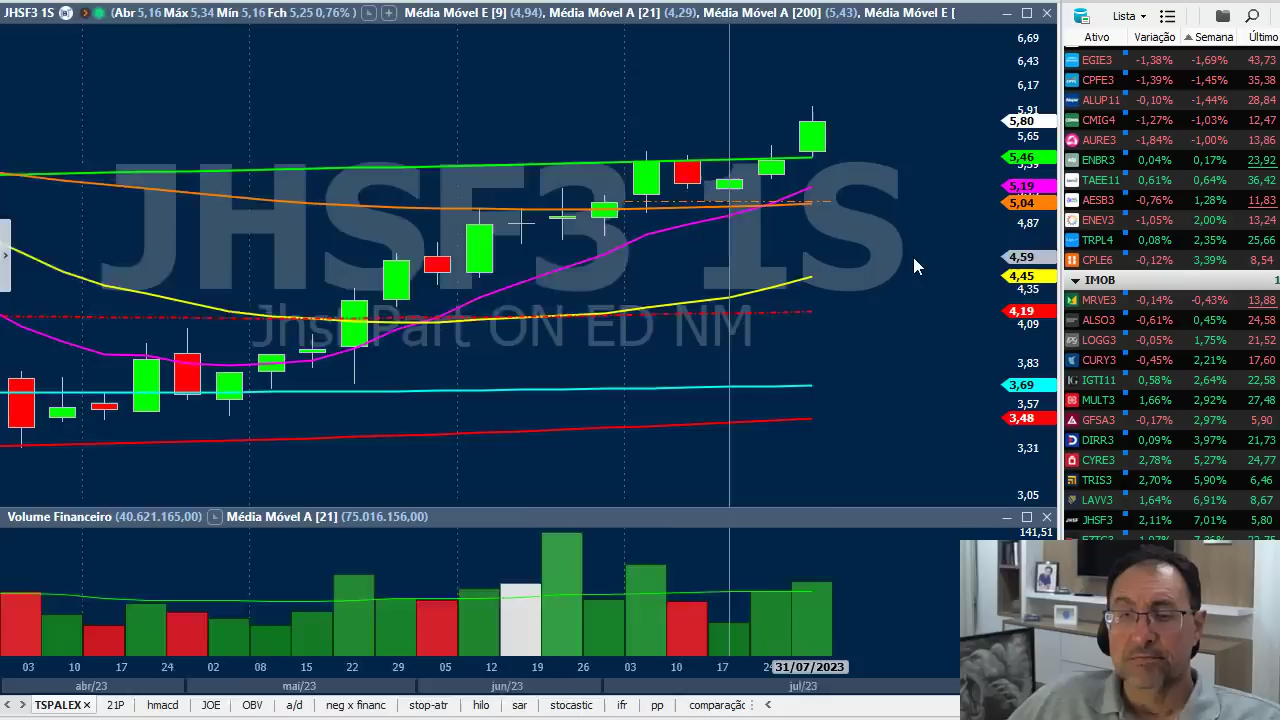 JHSF3 1S
Abr 5,16 Máx 5,34 Mín 5,16 Fch 5,25 0,76% )
Média Móvel E [9] (4,94), Média Móvel A [21] (4,29), Média Móvel A [200] (5,43), Média Móvel E [
6,69
6,43
6,17
5,91
5,80
5,65
5,46
5,19
5,04
4,87
4,59
4,45
4,35
4,19
4,09
3,83
3,69
3,57
3,48
3,31
3,05
JHSF3 1S
Jhsf Part ON ED NM
Volume Financeiro (40.621.165,00)
Média Móvel A [21] (75.016.156,00)
141,51
03 10 17 24 02 08 15 22 29 05 12 19 26 03 10 17 31/07/2023
abr/23 mai/23 jun/23 jul/23
TSPALEX 21P hmacd JOE OBV a/d neg x financ stop-atr hilo sar stochastic ifr pp comparação
Lista
Ativo Variação Semana Último
EGIE3 -1,38% -1,69% 43,73
CPFE3 -1,39% -1,45% 35,38
ALUP11 -0,10% -1,44% 28,84
CMIG4 -1,27% -1,03% 12,47
AURE3 -1,84% -1,00% 13,86
ENBR3 0,04% 0,17% 23,92
TAEE11 0,61% 0,64% 36,42
AESB3 -0,76% 1,28% 11,83
ENEV3 -1,05% 2,00% 13,24
TRPL4 0,08% 2,35% 25,66
CPLE6 -0,12% 3,39% 8,54
IMOB 1
MRVE3 -0,14% -0,43% 13,88
ALSO3 -0,61% 0,45% 24,58
LOGG3 -0,05% 1,75% 21,52
CURY3 -0,45% 2,21% 17,60
IGTI11 0,58% 2,64% 22,58
MULT3 1,66% 2,92% 27,48
GFSA3 -0,17% 2,97% 5,90
DIRR3 0,09% 3,97% 21,73
CYRE3 2,78% 5,27% 24,77
TRIS3 2,70% 5,90% 6,46
LAVV3 1,64% 6,91% 8,67
JHSF3 2,11% 7,01% 5,80